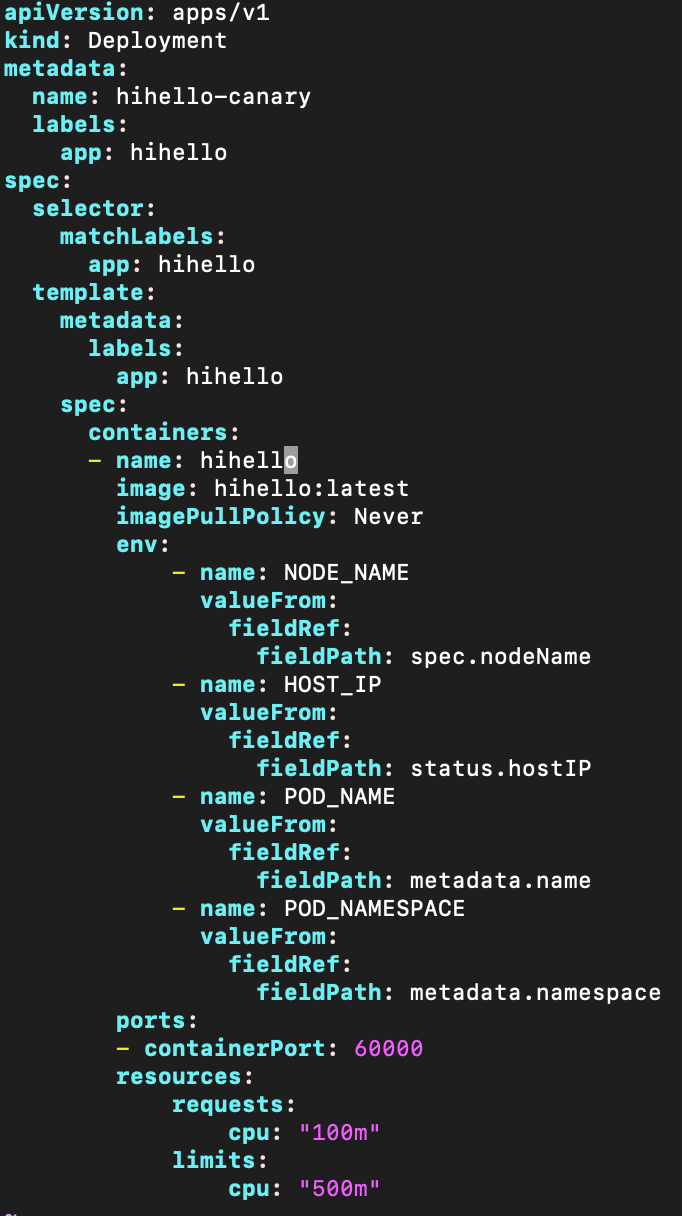 apiVersion: apps/v1
kind: Deployment
metadata:
  name: hihello-canary
  labels:
    app: hihello
spec:
  selector:
    matchLabels:
      app: hihello
  template:
    metadata:
      labels:
        app: hihello
    spec:
      containers:
      - name: hihello
        image: hihello:latest
        imagePullPolicy: Never
        env:
            - name: NODE_NAME
              valueFrom:
                fieldRef:
                  fieldPath: spec.nodeName
            - name: HOST_IP
              valueFrom:
                fieldRef:
                  fieldPath: status.hostIP
            - name: POD_NAME
              valueFrom:
                fieldRef:
                  fieldPath: metadata.name
            - name: POD_NAMESPACE
              valueFrom:
                fieldRef:
                  fieldPath: metadata.namespace
        ports:
        - containerPort: 60000
        resources:
            requests:
                cpu: "100m"
            limits:
                cpu: "500m"